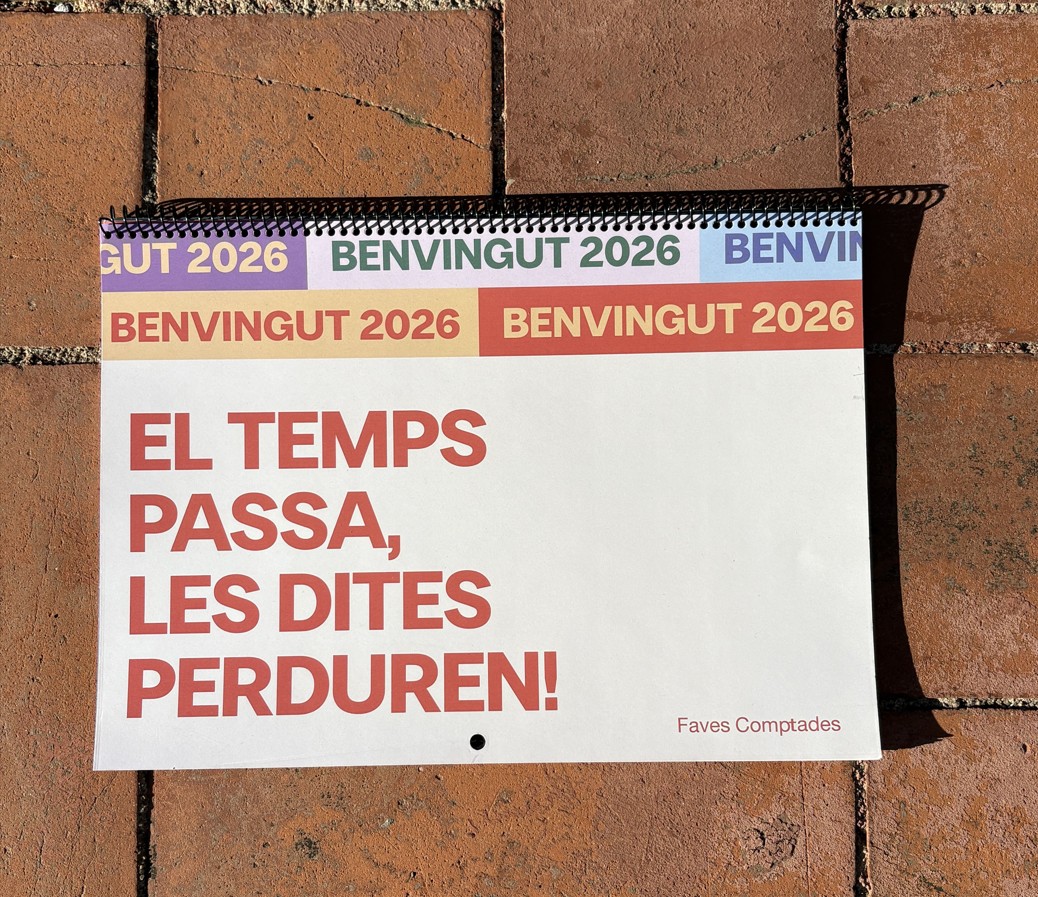 GUT 2026 BENVINGUT 2026 BENVIN
BENVINGUT 2026 BENVINGUT 2026
EL TEMPS
PASSA,
LES DITES
PERDUREN!
Faves Comptades